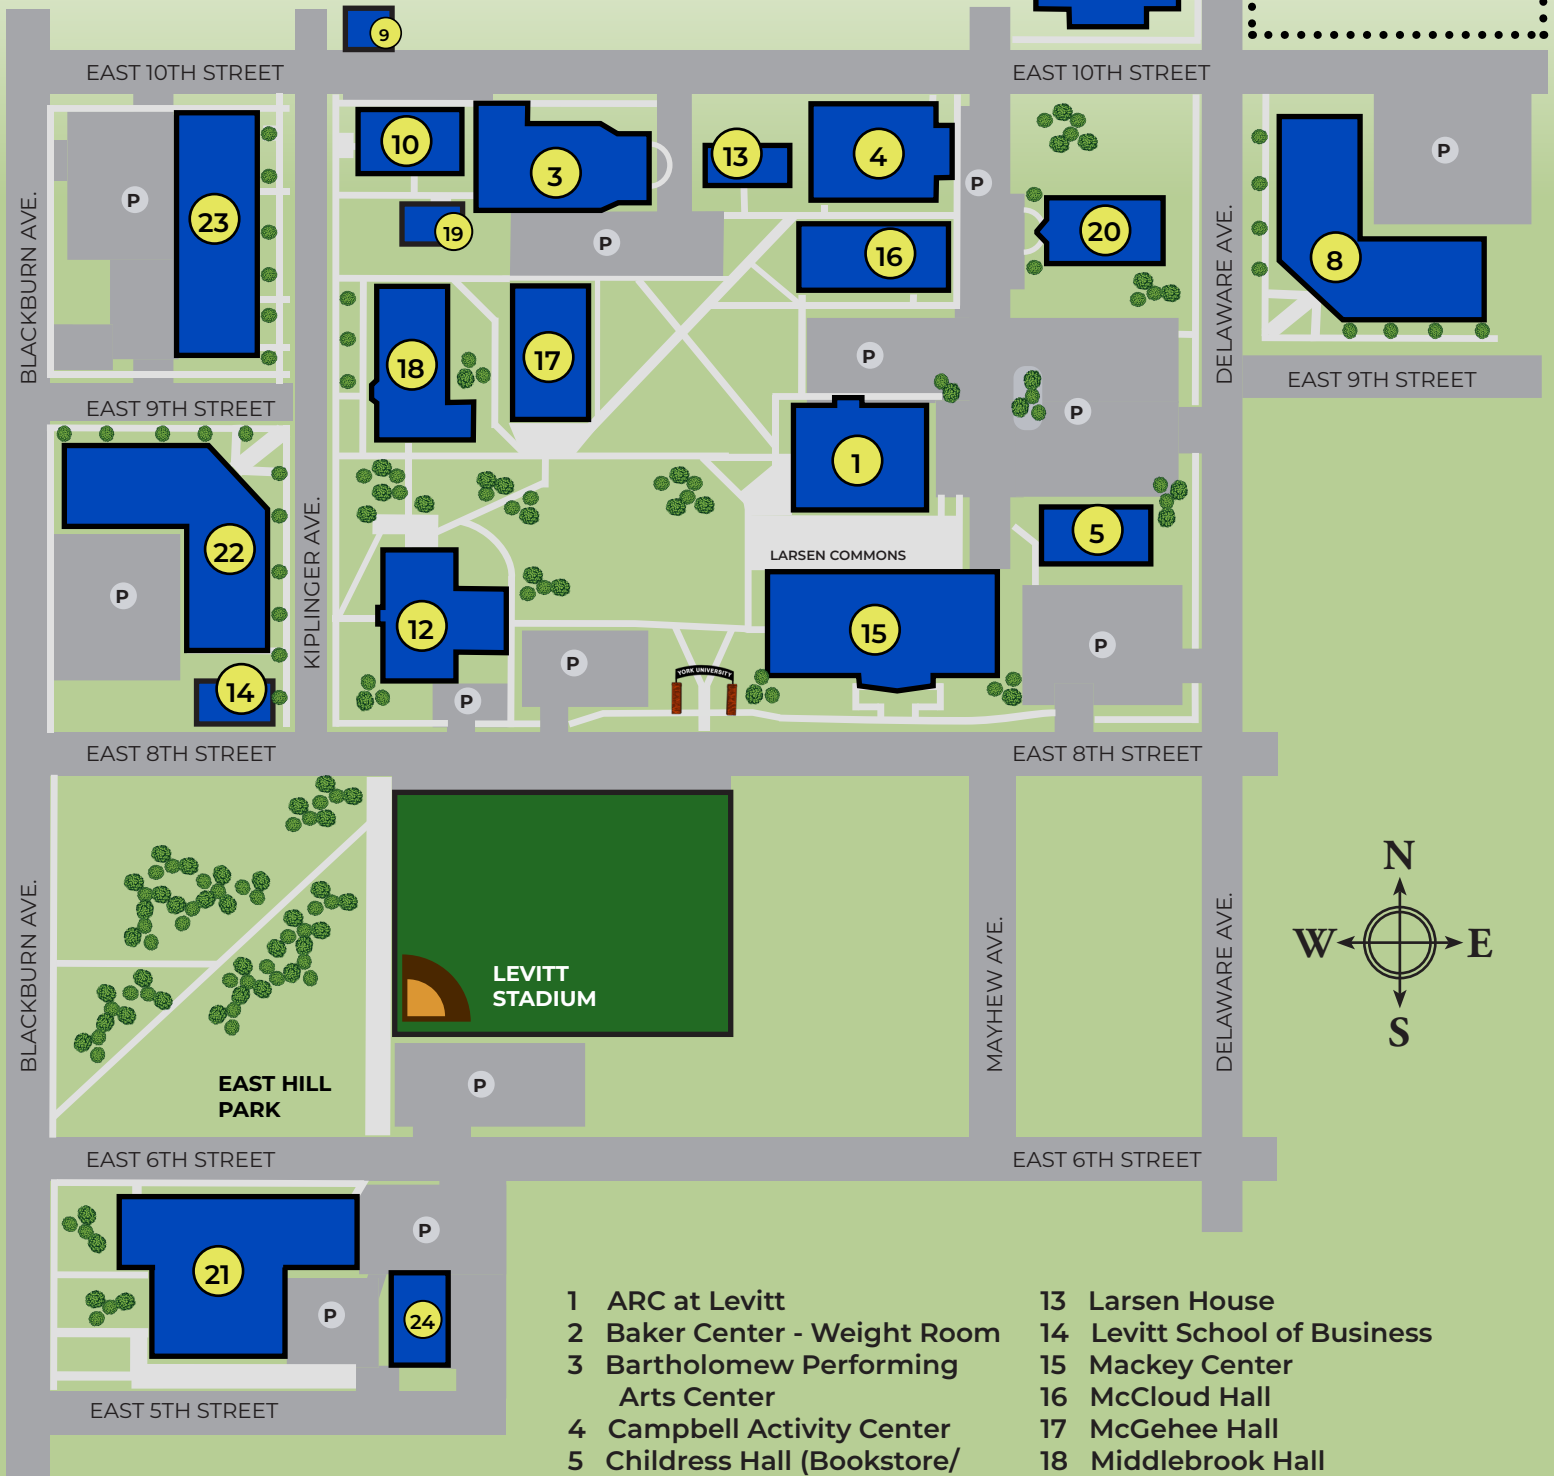 9
EAST 10TH STREET
EAST 10TH STREET
10
3
13
4
P
P
23
P
BLACKBURN AVE.
19
P
16
20
8
DELAWARE AVE.
18
17
P
P
1
EAST 9TH STREET
EAST 9TH STREET
22
P
KIPLINGER AVE.
5
LARSEN COMMONS
12
15
P
P
P
YORK UNIVERSITY
14
EAST 8TH STREET
EAST 8TH STREET
BLACKBURN AVE.
LEVITT
STADIUM
MAYHEW AVE.
DELAWARE AVE.
N
W
E
S
EAST HILL
PARK
P
EAST 6TH STREET
EAST 6TH STREET
P
21
P
24
EAST 5TH STREET
1 ARC at Levitt
2 Baker Center - Weight Room
3 Bartholomew Performing
Arts Center
4 Campbell Activity Center
5 Childress Hall (Bookstore/
13 Larsen House
14 Levitt School of Business
15 Mackey Center
16 McCloud Hall
17 McGehee Hall
18 Middlebrook Hall